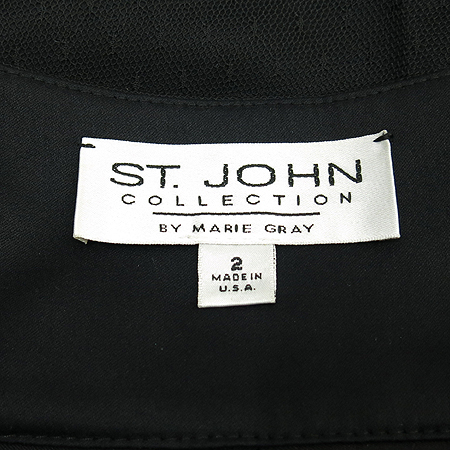 ST. JOHN
COLLECTION
BY MARIE GRAY
2
MADE IN
U.S.A.